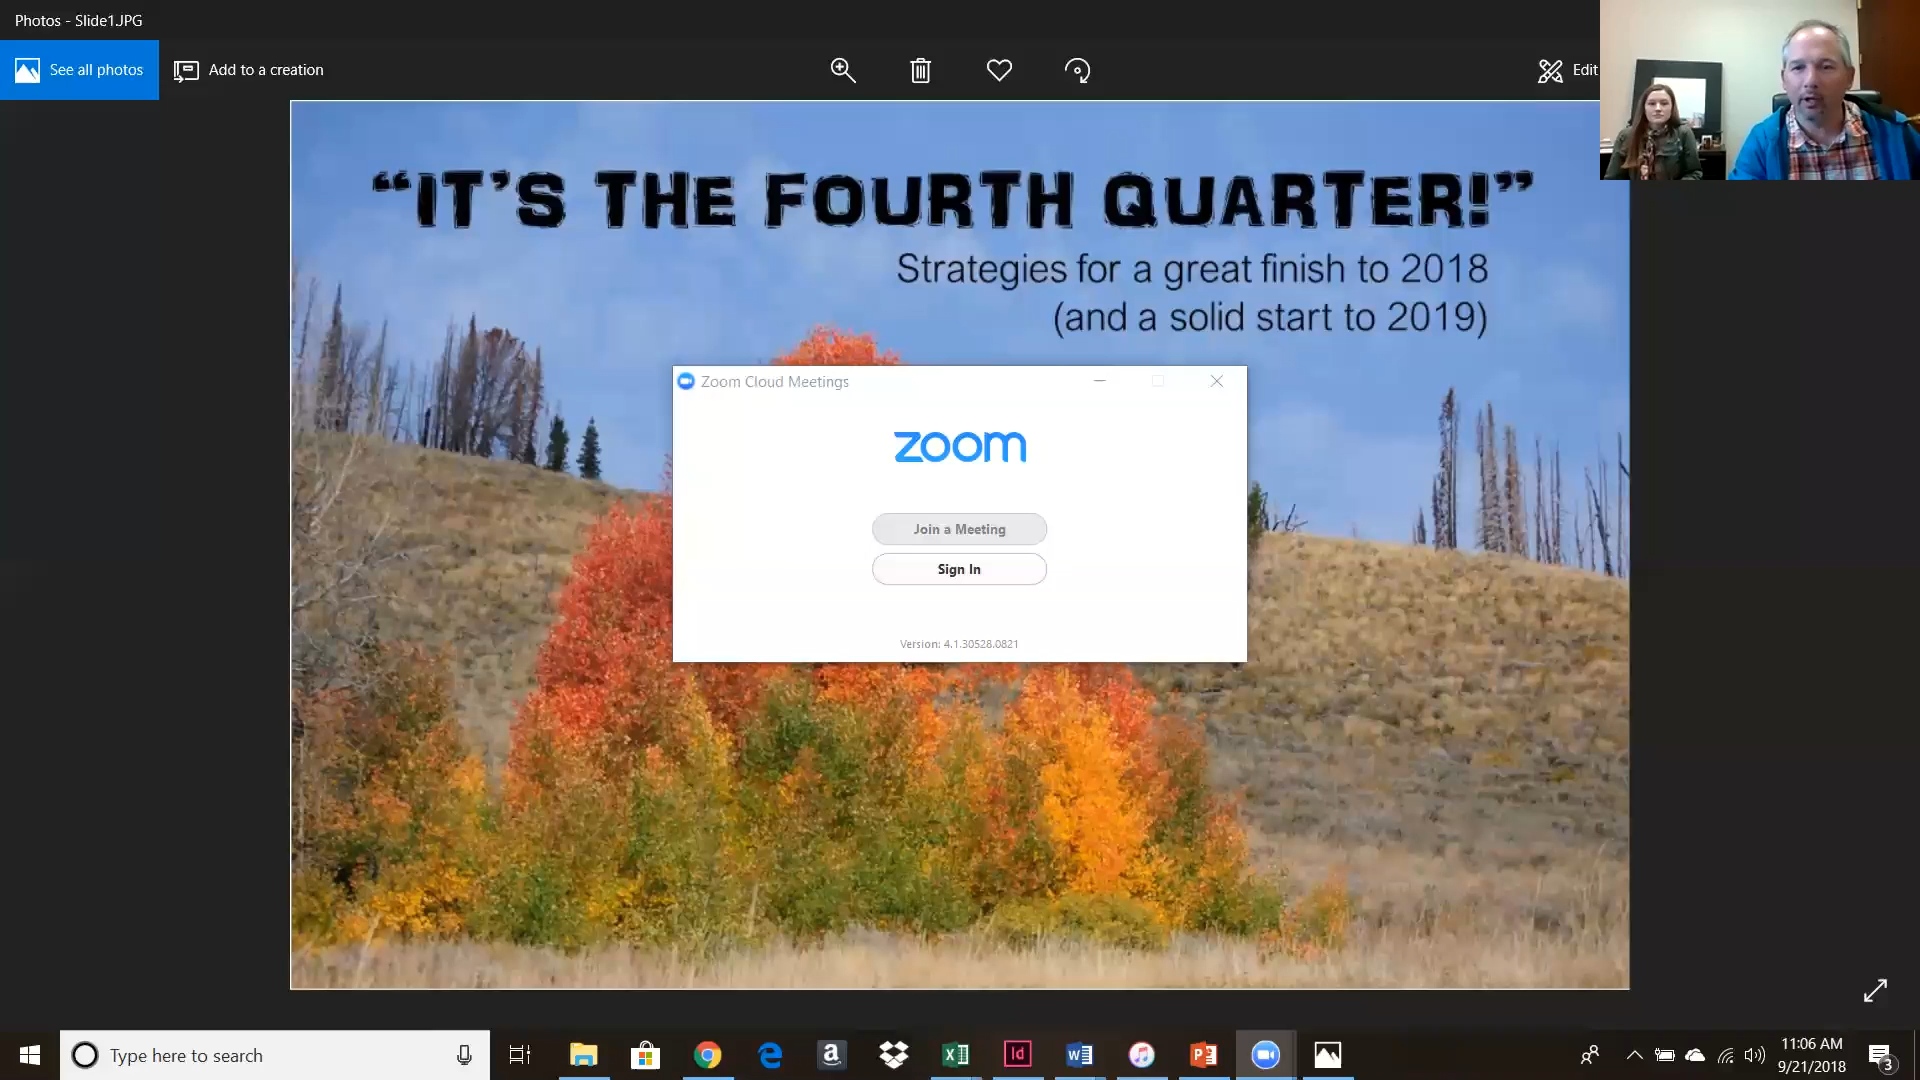 Photos - Slide1.JPG
See all photos
Add to a creation
Edit
“IT’S THE FOURTH QUARTER!”
Strategies for a great finish to 2018
(and a solid start to 2019)
Zoom Cloud Meetings
zoom
Join a Meeting
Sign In
Version: 4.1.30528.0821
Type here to search
a
X
Id
W
P
11:06 AM
9/21/2018
3